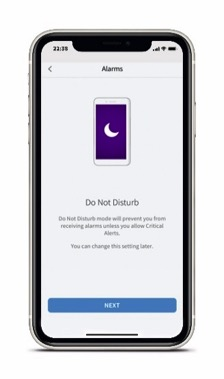 22:38
Alarms
Do Not Disturb
Do Not Disturb mode will prevent you from
receiving alarms unless you allow Critical
Alerts.
You can change this setting later.
NEXT